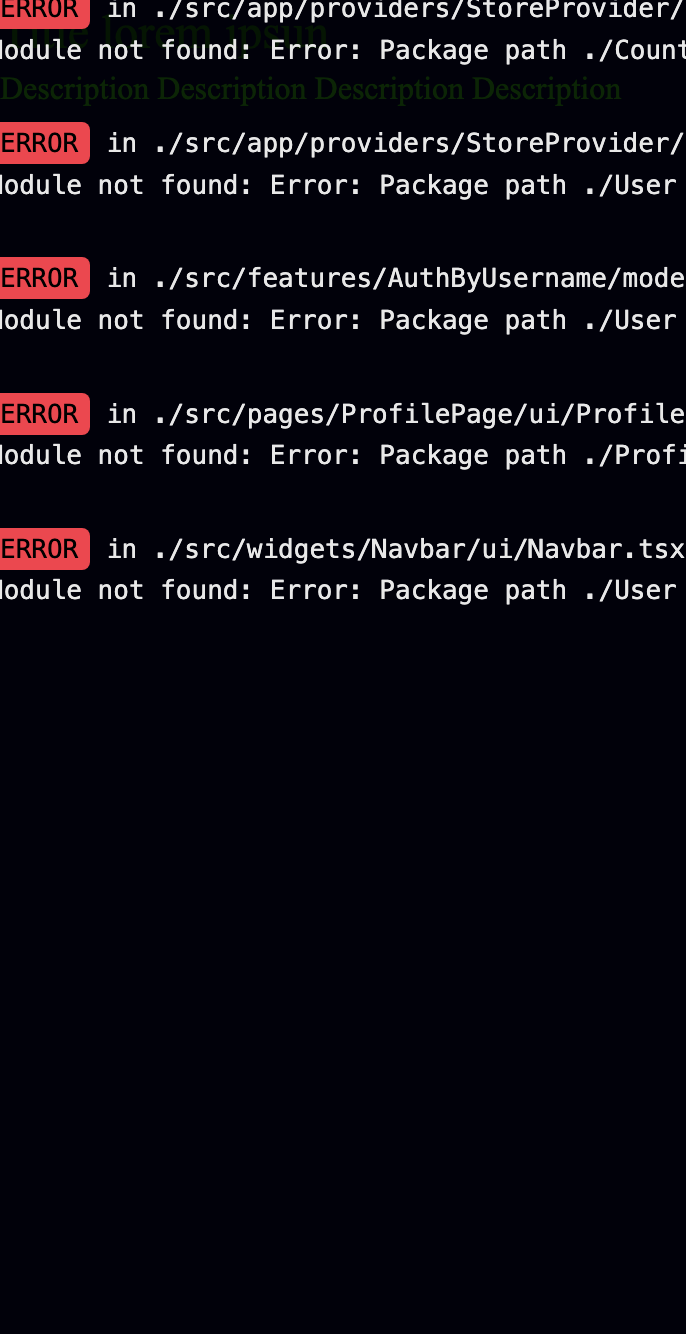 ERROR in ./src/app/providers/StoreProvider/
lorem ipsum
Module not found: Error: Package path ./Count
Description Description Description Description
ERROR in ./src/app/providers/StoreProvider/
Module not found: Error: Package path ./User
ERROR in ./src/features/AuthByUsername/mode
Module not found: Error: Package path ./User
ERROR in ./src/pages/ProfilePage/ui/Profile
Module not found: Error: Package path ./Profi
ERROR in ./src/widgets/Navbar/ui/Navbar.tsx
Module not found: Error: Package path ./User